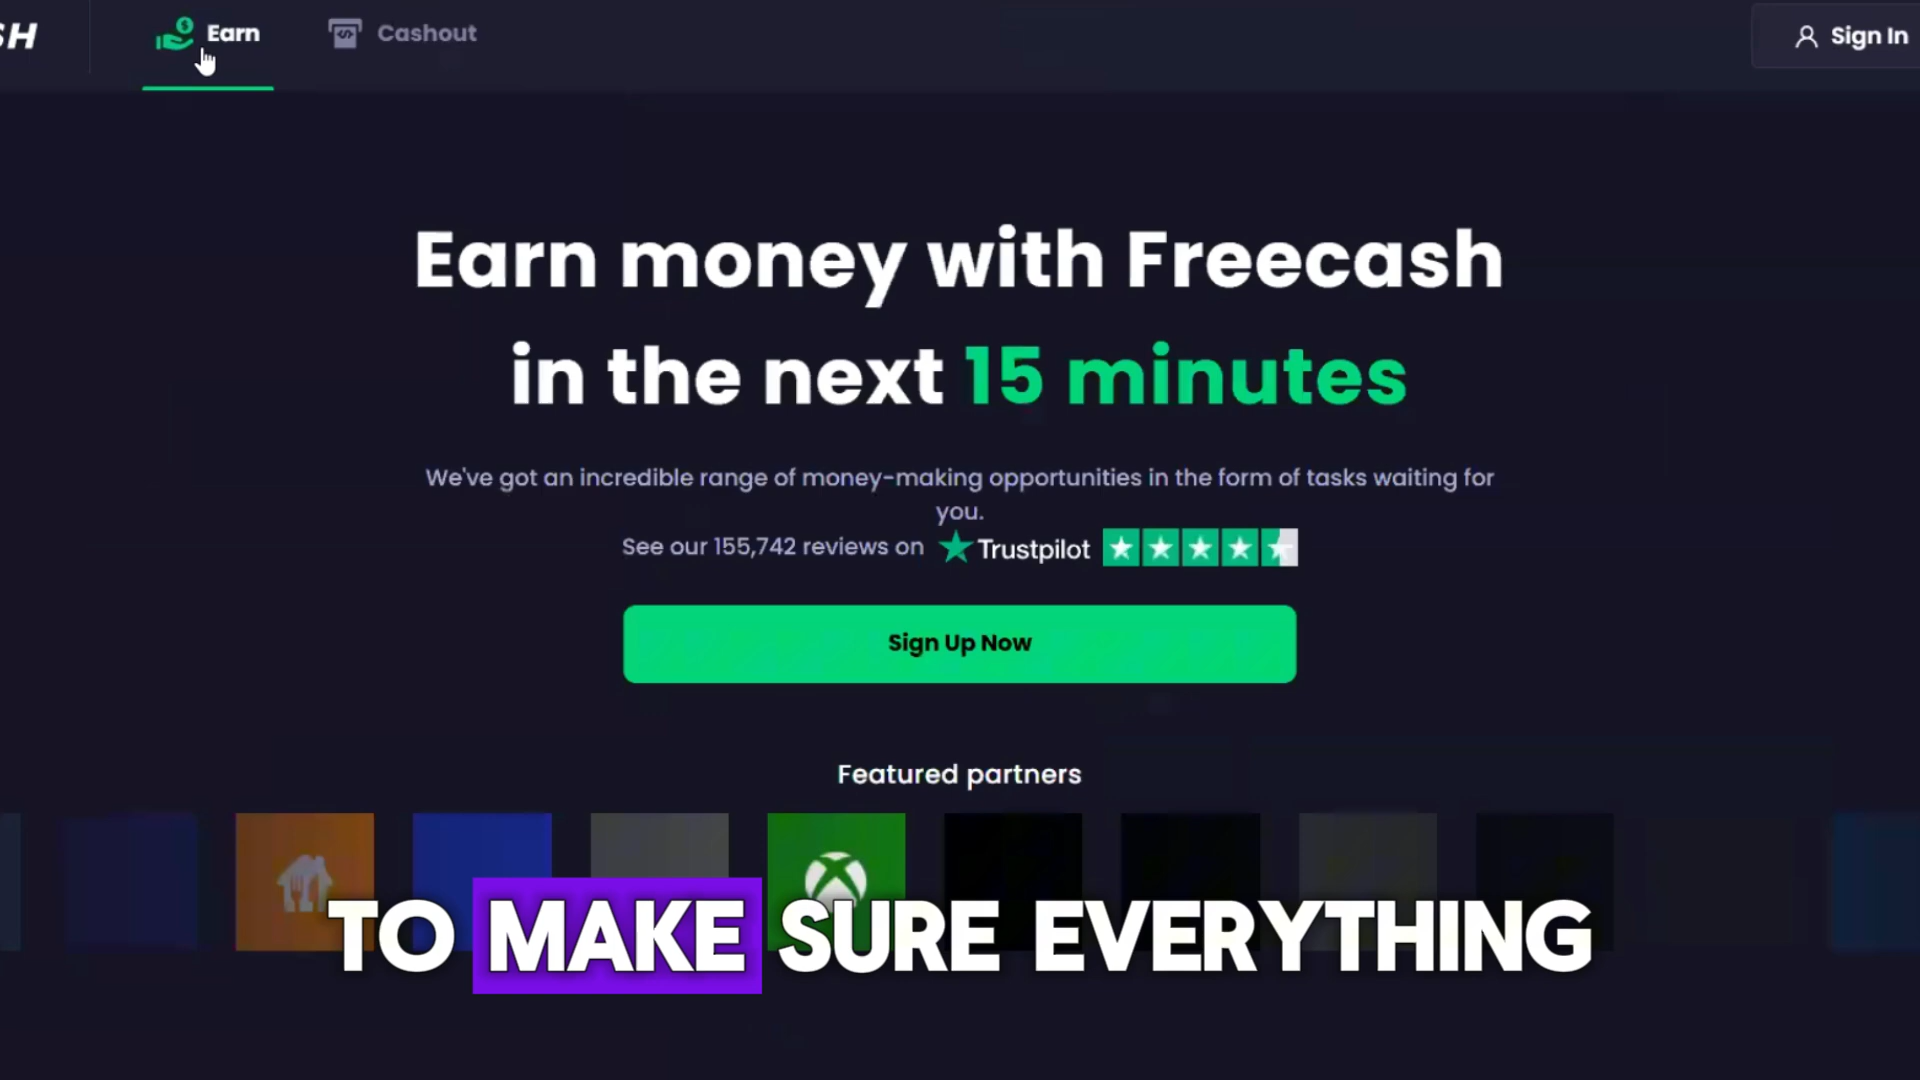 SH
Earn
Cashout
Sign In
Earn money with Freecash
in the next 15 minutes
We've got an incredible range of money-making opportunities in the form of tasks waiting for
you.
See our 155,742 reviews on Trustpilot
Sign Up Now
Featured partners
TO MAKE SURE EVERYTHING